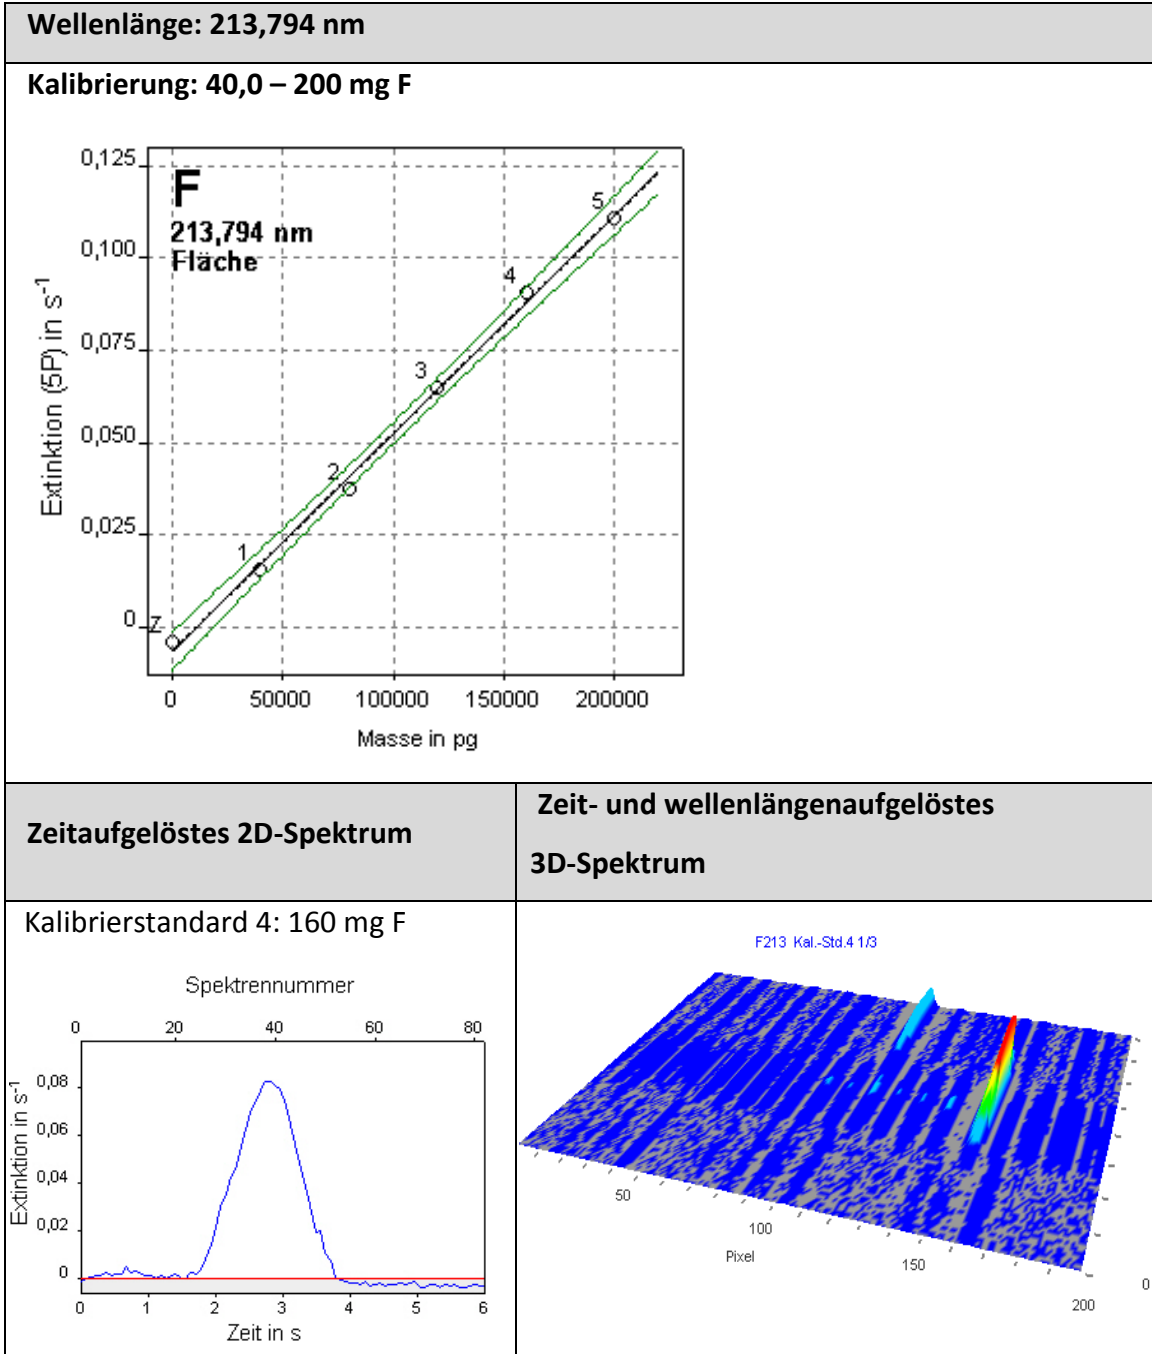 Wellenlänge: 213,794 nm
Kalibrierung: 40,0 – 200 mg F
F
213,794 nm
Fläche
0,125
0,100
0,075
0,050
0,025
0
Extinktion (5P) in s⁻¹
Z
1
2
3
4
5
0 50000 100000 150000 200000
Masse in pg
Zeitaufgelöstes 2D-Spektrum
Zeit- und wellenlängenaufgelöstes
3D-Spektrum
Kalibrierstandard 4: 160 mg F
Spektrennummer
0 20 40 60 80
0,08
0,06
0,04
0,02
0
Extinktion in s⁻¹
0 1 2 3 4 5 6
Zeit in s
F213 Kal.-Std.4 1/3
50
100
150
200
Pixel
0